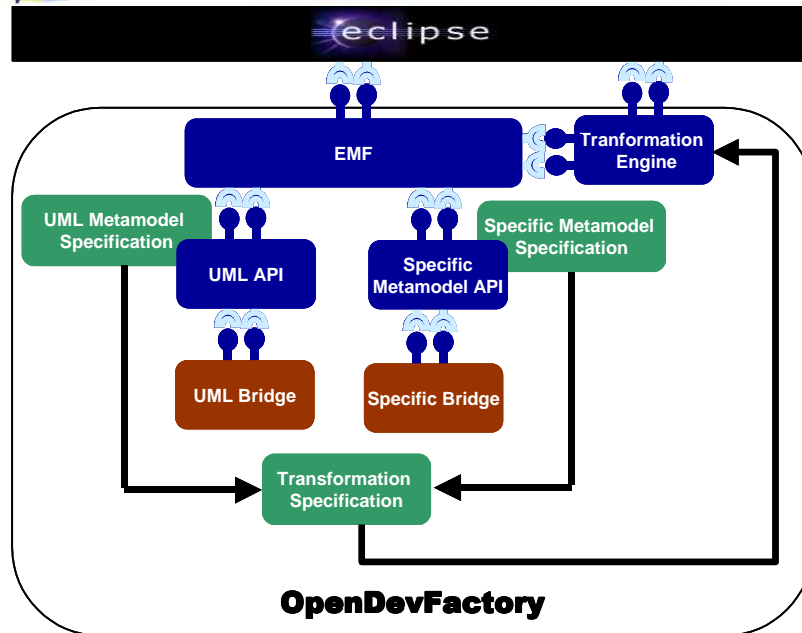 eclipse
EMF
Tranformation
Engine
UML Metamodel
Specification
Specific Metamodel
Specification
UML API
Specific
Metamodel API
UML Bridge
Specific Bridge
Transformation
Specification
OpenDevFactory